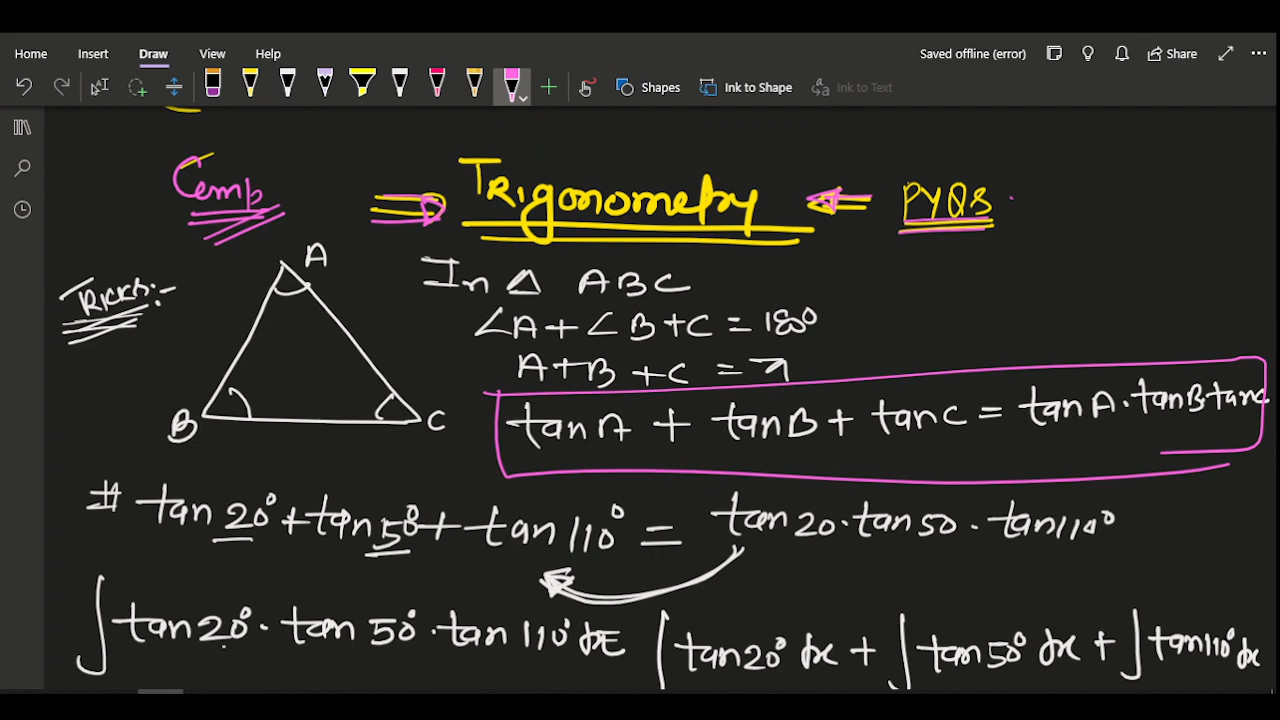 Home Insert Draw View Help Saved offline (error) Share
Shapes Ink to Shape Ink to Text
Comp ⇒ TRigonometry ⇐ PYQs
Tricks:-
A
B
C
In △ ABC
∠A + ∠B + C = 180°
A + B + C = π
tan A + tan B + tan C = tan A · tan B tan C
# tan 20° + tan 50° + tan 110° = tan 20 · tan 50 · tan 110°
∫ tan 20° · tan 50° · tan 110° dx ∫ tan 20° dx + ∫ tan 50° dx + ∫ tan 110° dx